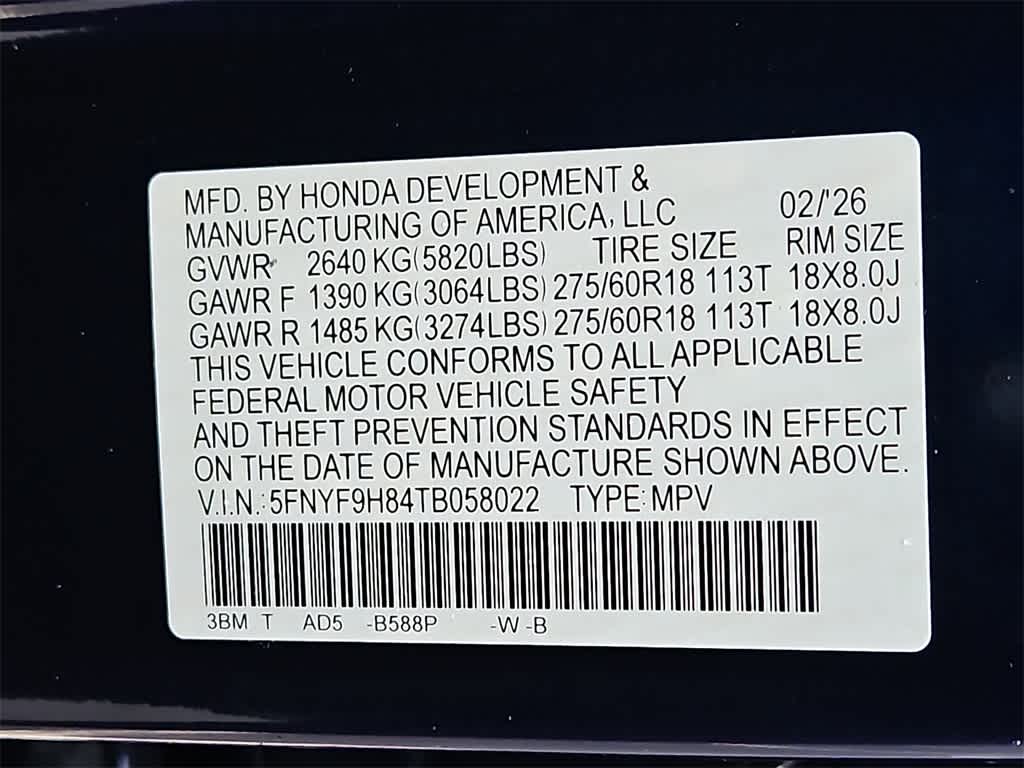 MFD. BY HONDA DEVELOPMENT &
MANUFACTURING OF AMERICA, LLC 02/'26
GVWR 2640 KG(5820LBS) TIRE SIZE RIM SIZE
GAWR F 1390 KG(3064LBS) 275/60R18 113T 18X8.0J
GAWR R 1485 KG(3274LBS) 275/60R18 113T 18X8.0J
THIS VEHICLE CONFORMS TO ALL APPLICABLE
FEDERAL MOTOR VEHICLE SAFETY
AND THEFT PREVENTION STANDARDS IN EFFECT
ON THE DATE OF MANUFACTURE SHOWN ABOVE.
V.I.N.:5FNYF9H84TB058022 TYPE:MPV
3BM T AD5 -B588P -W -B